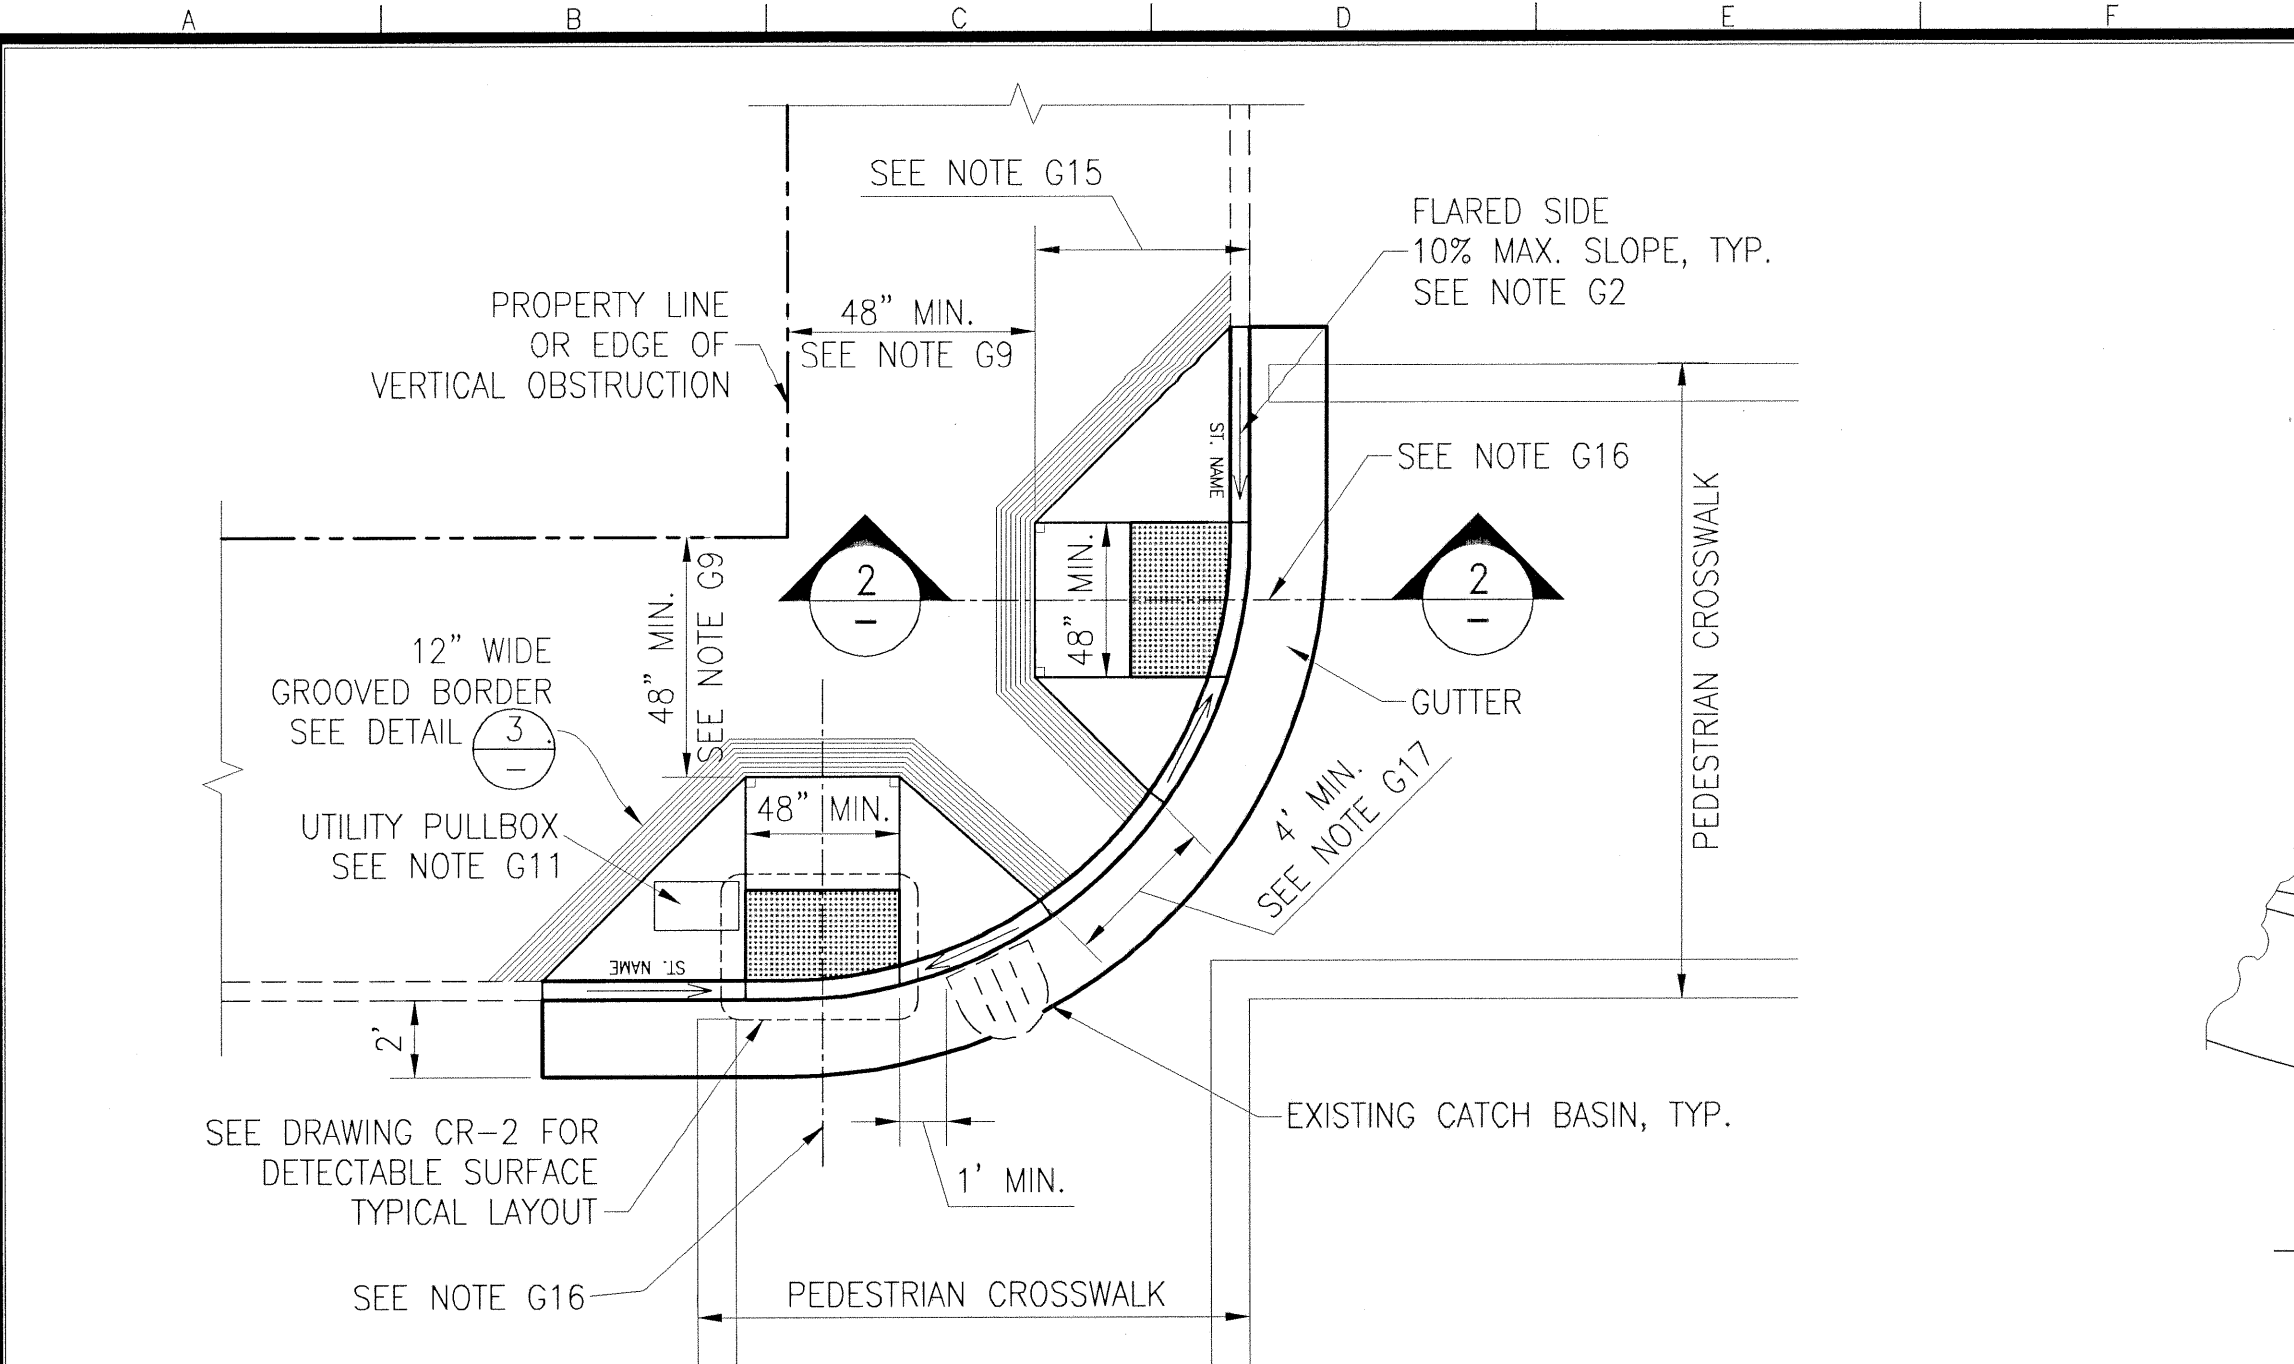 A B C D E F
SEE NOTE G15
FLARED SIDE
10% MAX. SLOPE, TYP.
SEE NOTE G2
PROPERTY LINE
OR EDGE OF
VERTICAL OBSTRUCTION
48" MIN.
SEE NOTE G9
ST. NAME
SEE NOTE G16
PEDESTRIAN CROSSWALK
2
–
2
–
48" MIN.
48" MIN.
SEE NOTE G9
12" WIDE
GROOVED BORDER
SEE DETAIL
3
–
GUTTER
4' MIN.
SEE NOTE G17
48" MIN.
UTILITY PULLBOX
SEE NOTE G11
ST. NAME
2'
SEE DRAWING CR-2 FOR
DETECTABLE SURFACE
TYPICAL LAYOUT
EXISTING CATCH BASIN, TYP.
1' MIN.
SEE NOTE G16
PEDESTRIAN CROSSWALK